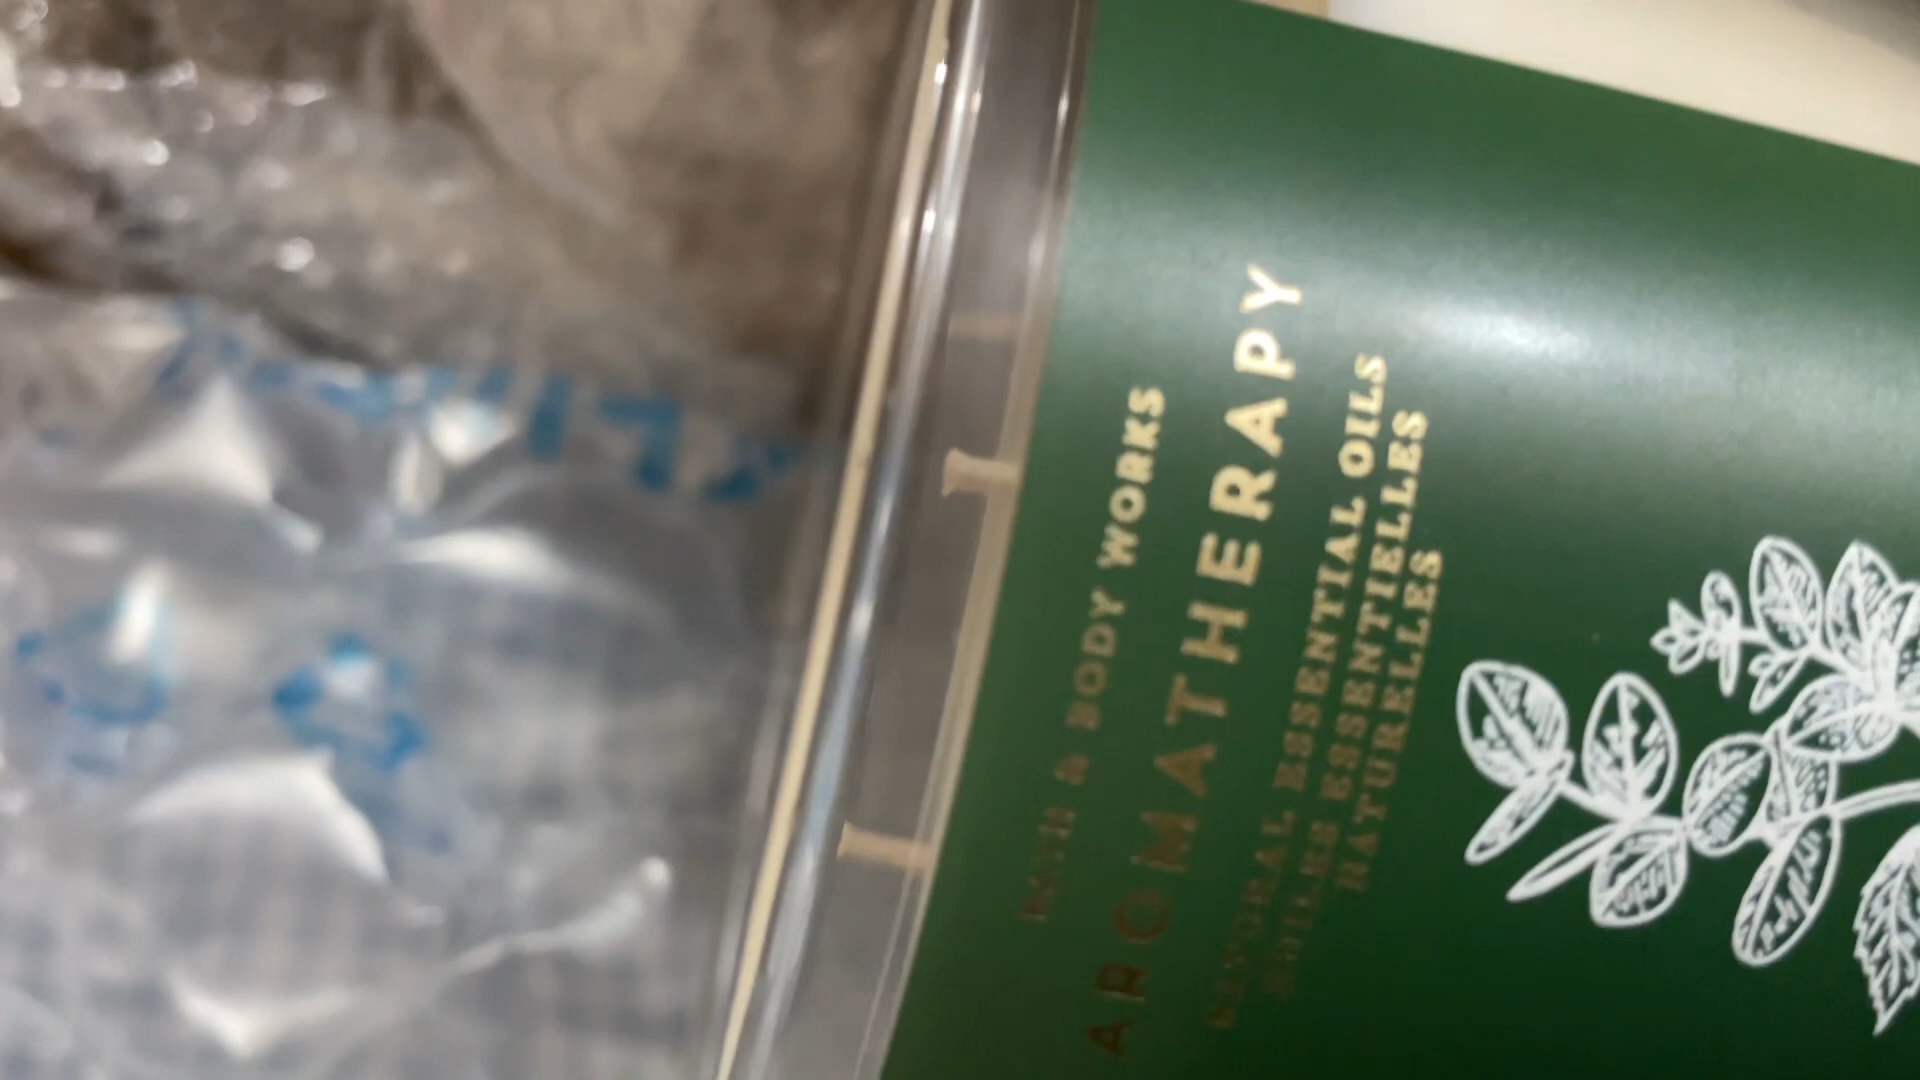 BATH & BODY WORKS
AROMATHERAPY
NATURAL ESSENTIAL OILS
HUILES ESSENTIELLES
NATURELLES